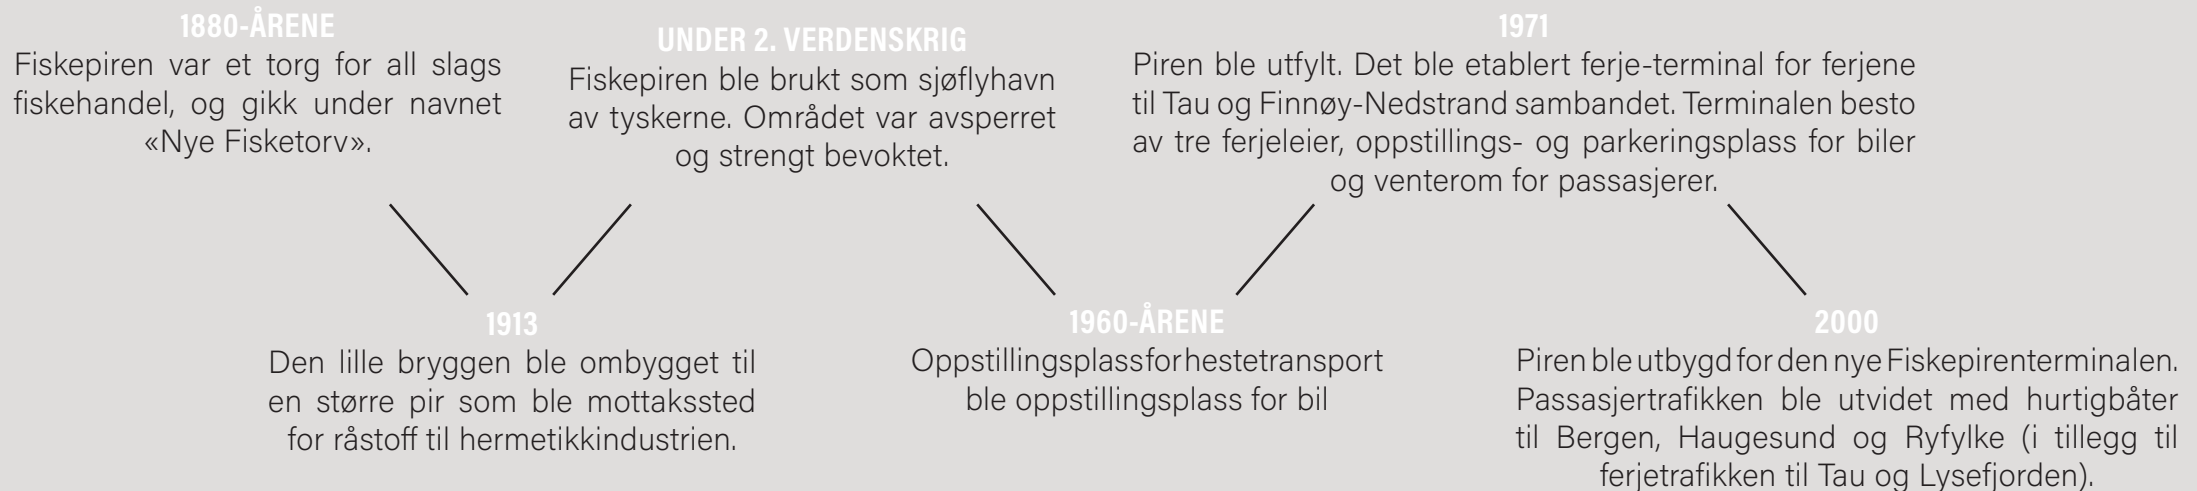 1880-ÅRENE
Fiskepiren var et torg for all slags
fiskehandel, og gikk under navnet
«Nye Fisketorv».
1913
Den lille bryggen ble ombygget til
en større pir som ble mottakssted
for råstoff til hermetikkindustrien.
UNDER 2. VERDENSKRIG
Fiskepiren ble brukt som sjøflyhavn
av tyskerne. Området var avsperret
og strengt bevoktet.
1960-ÅRENE
Oppstillingsplass for hestetransport
ble oppstillingsplass for bil
1971
Piren ble utfylt. Det ble etablert ferje-terminal for ferjene
til Tau og Finnøy-Nedstrand sambandet. Terminalen besto
av tre ferjeleier, oppstillings- og parkeringsplass for biler
og venterom for passasjerer.
2000
Piren ble utbygd for den nye Fiskepirenterminalen.
Passasjertrafikken ble utvidet med hurtigbåter
til Bergen, Haugesund og Ryfylke (i tillegg til
ferjetrafikken til Tau og Lysefjorden).